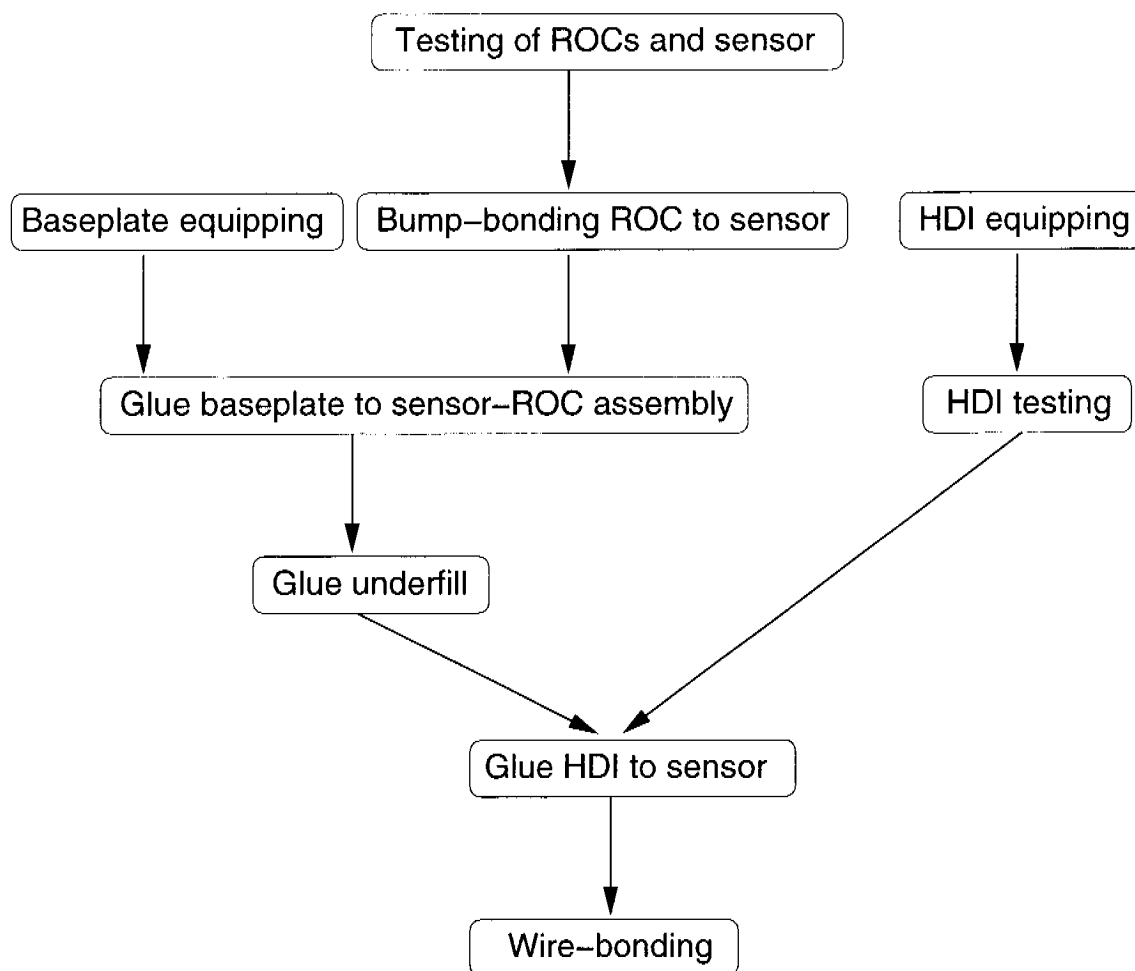 Testing of ROCs and sensor
Baseplate equipping
Bump–bonding ROC to sensor
HDI equipping
Glue baseplate to sensor–ROC assembly
HDI testing
Glue underfill
Glue HDI to sensor
Wire–bonding